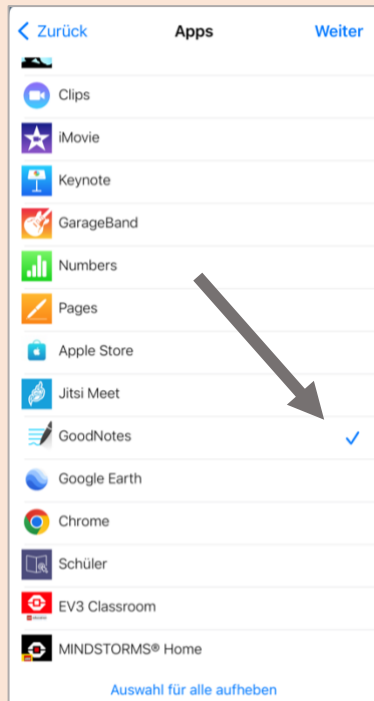 Zurück Apps Weiter
Clips
iMovie
Keynote
GarageBand
Numbers
Pages
Apple Store
Jitsi Meet
GoodNotes
Google Earth
Chrome
Schüler
EV3 Classroom
MINDSTORMS® Home
Auswahl für alle aufheben